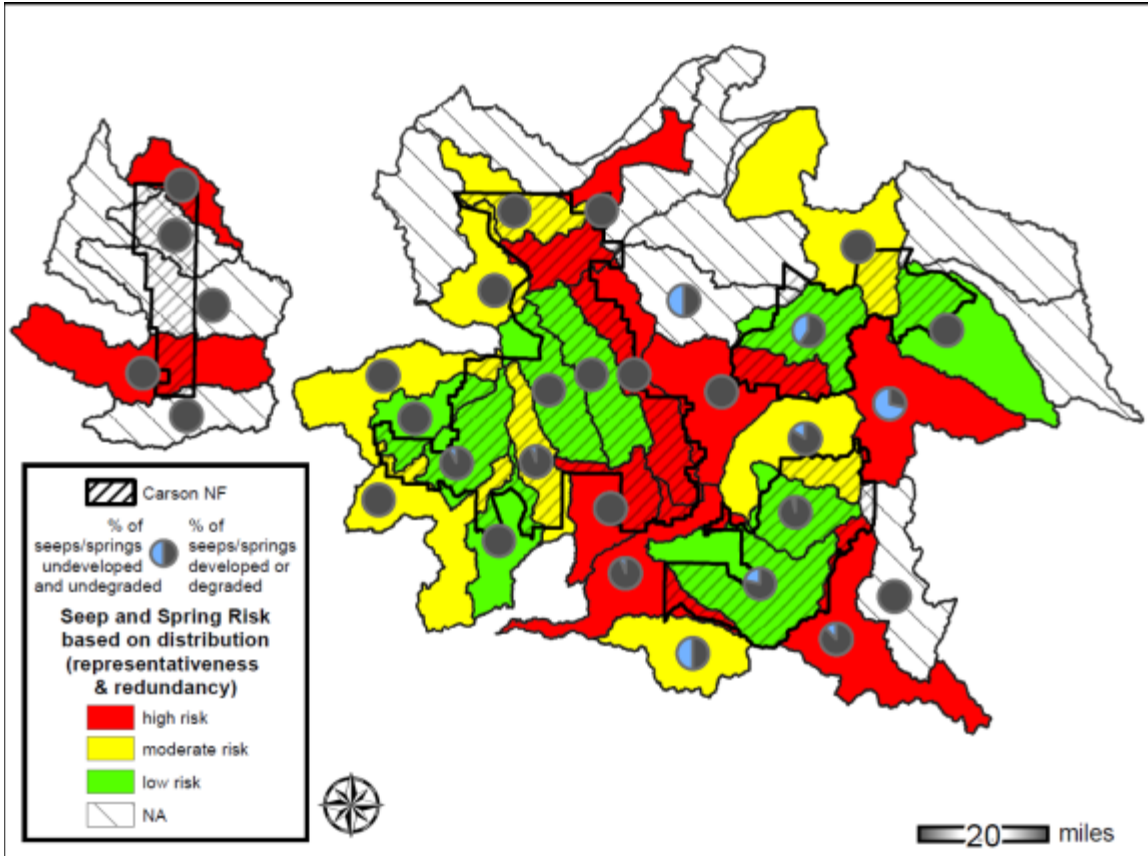 Carson NF
% of
seeps/springs
undeveloped
and undegraded
% of
seeps/springs
developed or
degraded
Seep and Spring Risk
based on distribution
(representativeness
& redundancy)
high risk
moderate risk
low risk
NA
20 miles